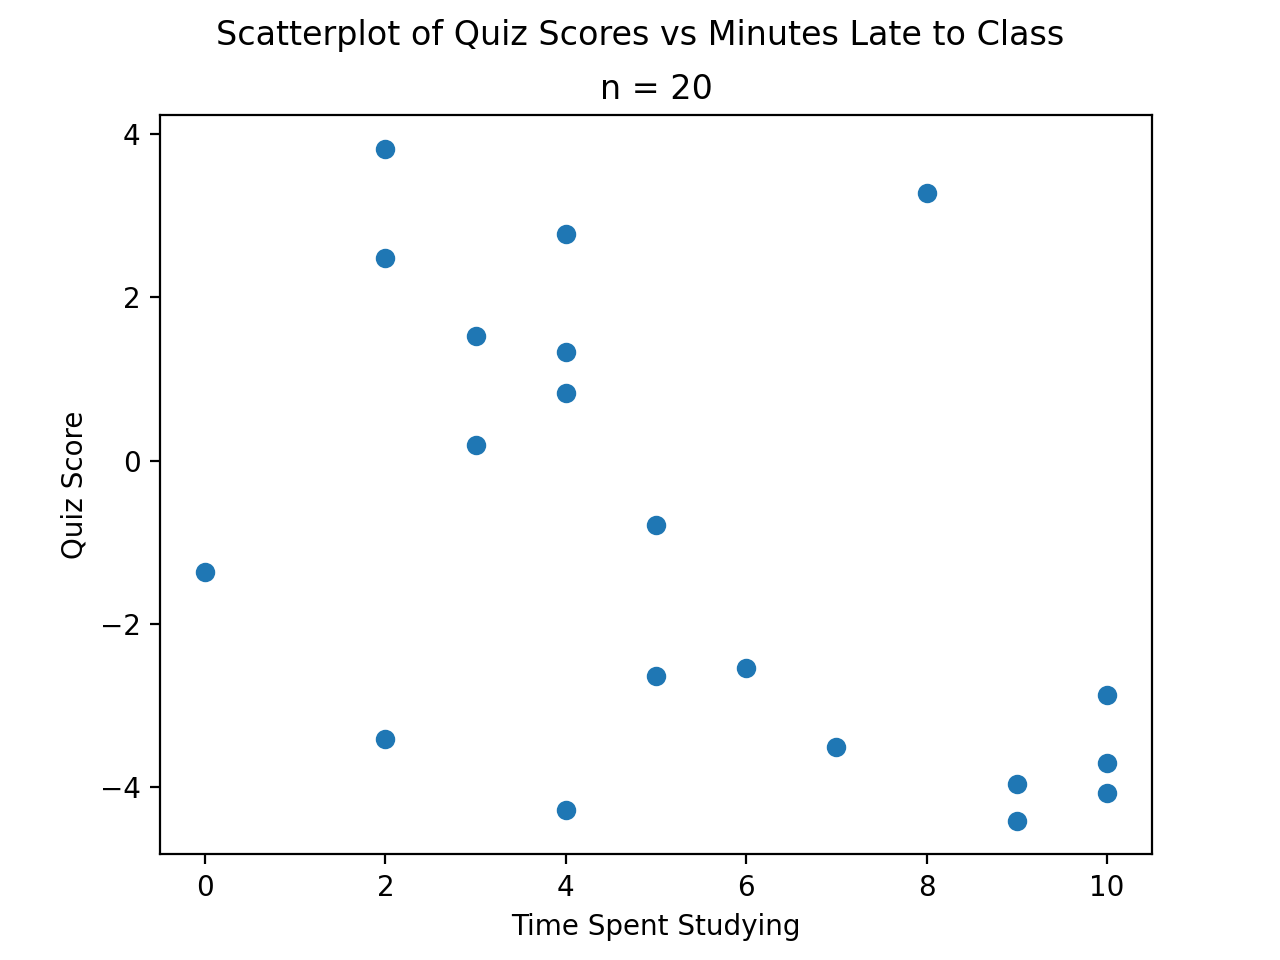 Scatterplot of Quiz Scores vs Minutes Late to Class
n = 20
4
2
0
−2
−4
Quiz Score
0 2 4 6 8 10
Time Spent Studying